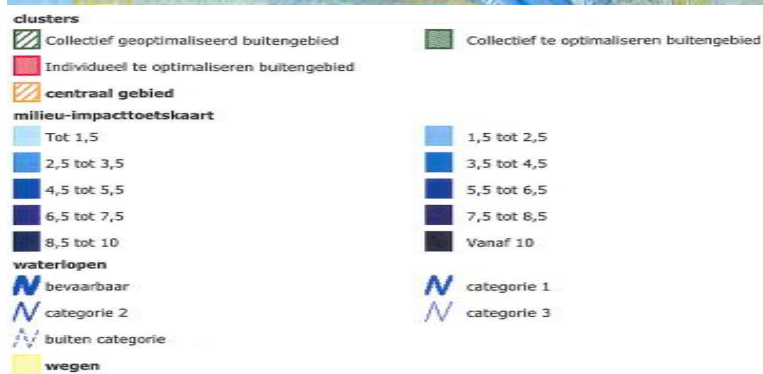 clusters
Collectief geoptimaliseerd buitengebied
Collectief te optimaliseren buitengebied
Individueel te optimaliseren buitengebied
centraal gebied
milieu-impacttoetskaart
Tot 1,5
1,5 tot 2,5
2,5 tot 3,5
3,5 tot 4,5
4,5 tot 5,5
5,5 tot 6,5
6,5 tot 7,5
7,5 tot 8,5
8,5 tot 10
Vanaf 10
waterlopen
bevaarbaar
categorie 1
categorie 2
categorie 3
buiten categorie
wegen